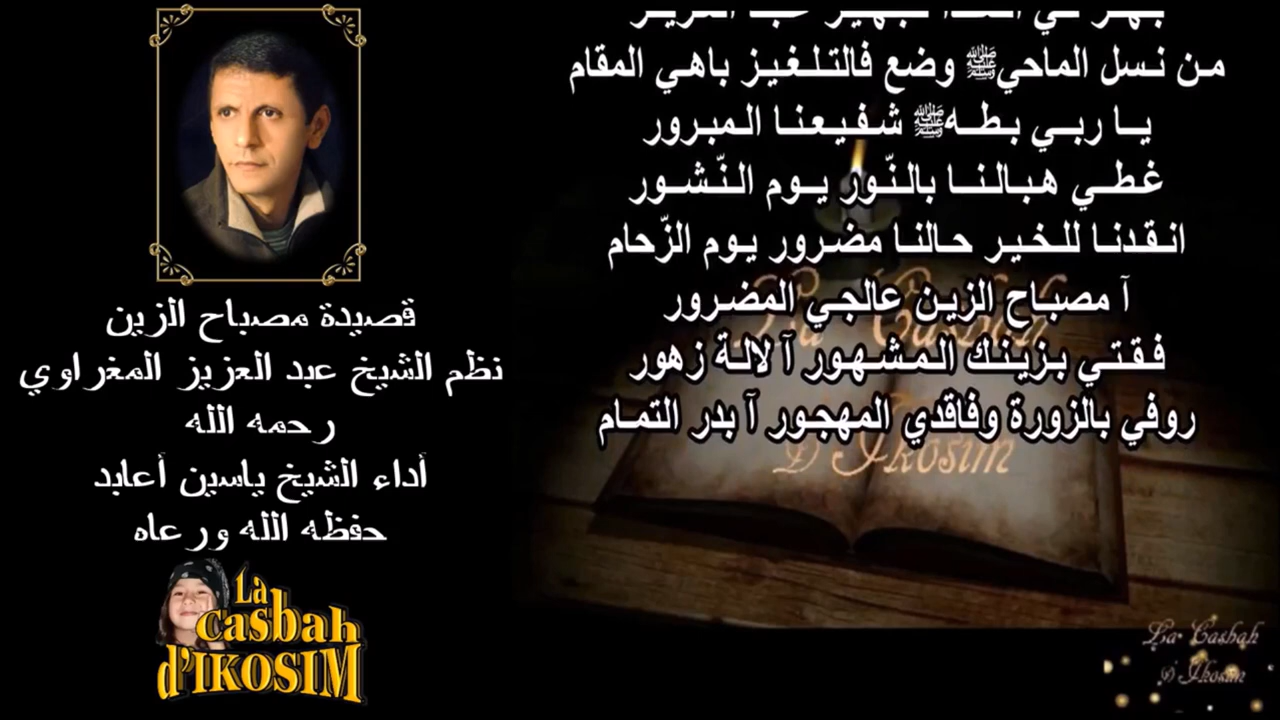 من نسل الماحيﷺ وضع فالتلغيز باهي المقام
يا ربي بطهﷺ شفيعنا المبرور
غطي هبالنا بالنّور يوم النّشور
انقدنا للخير حالنا مضرور يوم الزّحام
آ مصباح الزين عالجي المضرور
فقتي بزينك المشهور آ لالة زهور
روفي بالزورة وفاقدي المهجور آ بدر التمام
قصيدة مصباح الزين
نظم الشيخ عبد العزيز المغراوي
رحمه الله
أداء الشيخ ياسين أعابد
حفظه الله ورعاه
La
casbah
d'IKOSIM
La Casbah
D'Ikosim
La Casbah
D'Ikosim